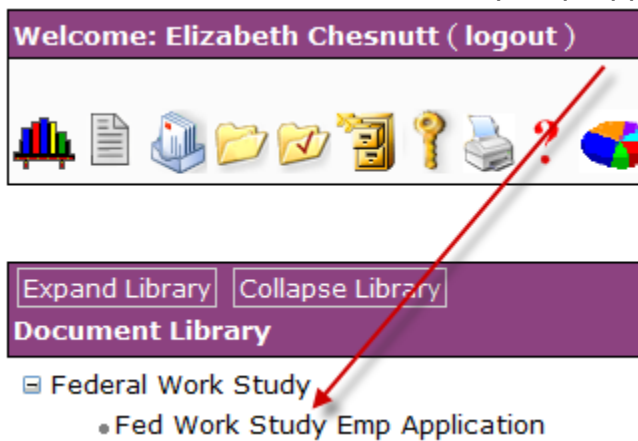 Welcome: Elizabeth Chesnutt ( logout )
?
Expand Library Collapse Library
Document Library
Federal Work Study
Fed Work Study Emp Application